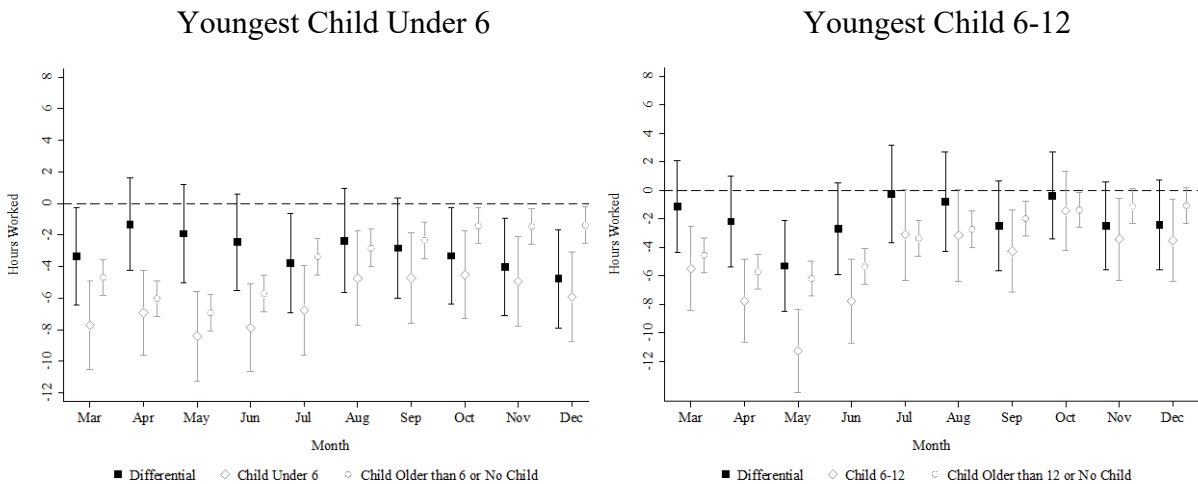 Youngest Child Under 6
Youngest Child 6-12
Hours Worked
8
6
4
2
0
-2
-4
-6
-8
-10
-12
Mar Apr May Jun Jul Aug Sep Oct Nov Dec
Month
Differential Child Under 6 Child Older than 6 or No Child
Hours Worked
8
6
4
2
0
-2
-4
-6
-8
-10
-12
Mar Apr May Jun Jul Aug Sep Oct Nov Dec
Month
Differential Child 6-12 Child Older than 12 or No Child